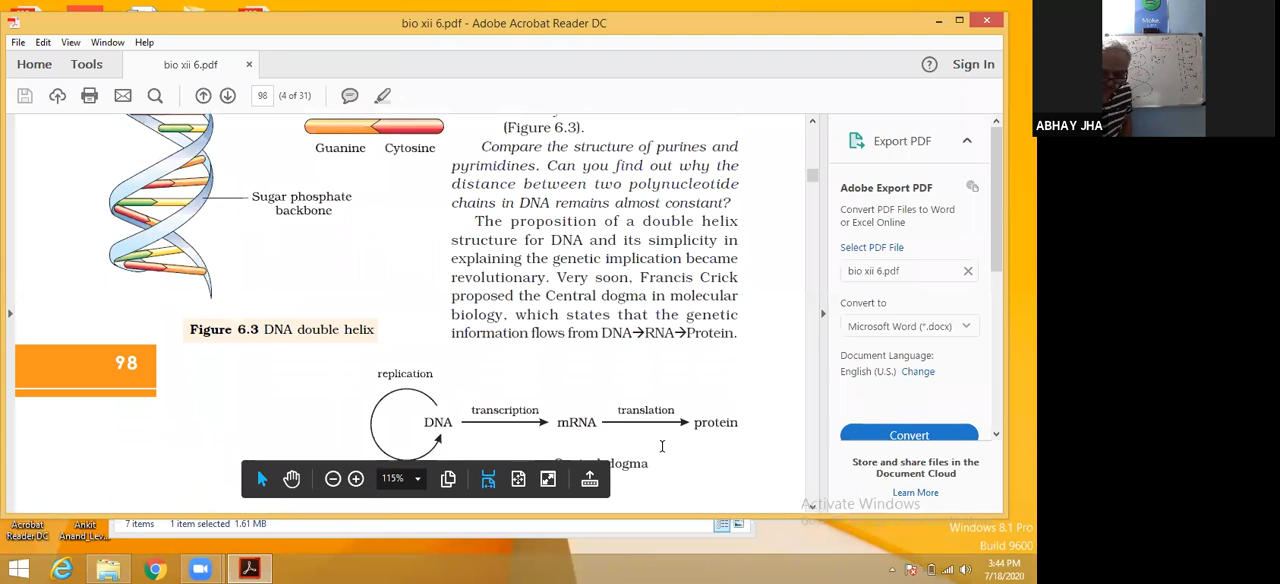 bio xii 6.pdf - Adobe Acrobat Reader DC
File Edit View Window Help
Home Tools bio xii 6.pdf × Sign In
98 (4 of 31)
(Figure 6.3).
Guanine Cytosine
Compare the structure of purines and
pyrimidines. Can you find out why the
distance between two polynucleotide
chains in DNA remains almost constant?
Sugar phosphate
backbone
The proposition of a double helix
structure for DNA and its simplicity in
explaining the genetic implication became
revolutionary. Very soon, Francis Crick
proposed the Central dogma in molecular
biology, which states that the genetic
information flows from DNA→RNA→Protein.
Figure 6.3 DNA double helix
98
replication
transcription translation
DNA mRNA protein
dogma
115%
Export PDF
Adobe Export PDF
Convert PDF Files to Word
or Excel Online
Select PDF File
bio xii 6.pdf
Convert to
Microsoft Word (*.docx)
Document Language:
English (U.S.) Change
Convert
Store and share files in the
Document Cloud
Learn More
Activate Windows
Windows 8.1 Pro
Build 9600
7 items 1 item selected 1.61 MB
Acrobat
Reader DC
Ankit
Anand_Lev...
3:44 PM
7/18/2020
ABHAY JHA
Make